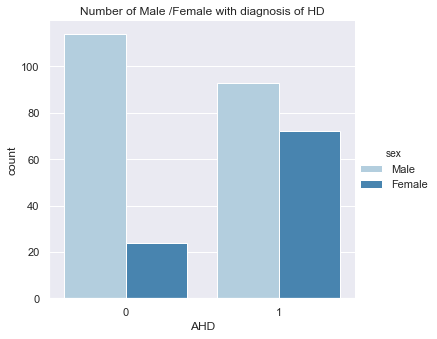 Number of Male /Female with diagnosis of HD
100
80
60
40
20
0
count
0
1
AHD
sex
Male
Female